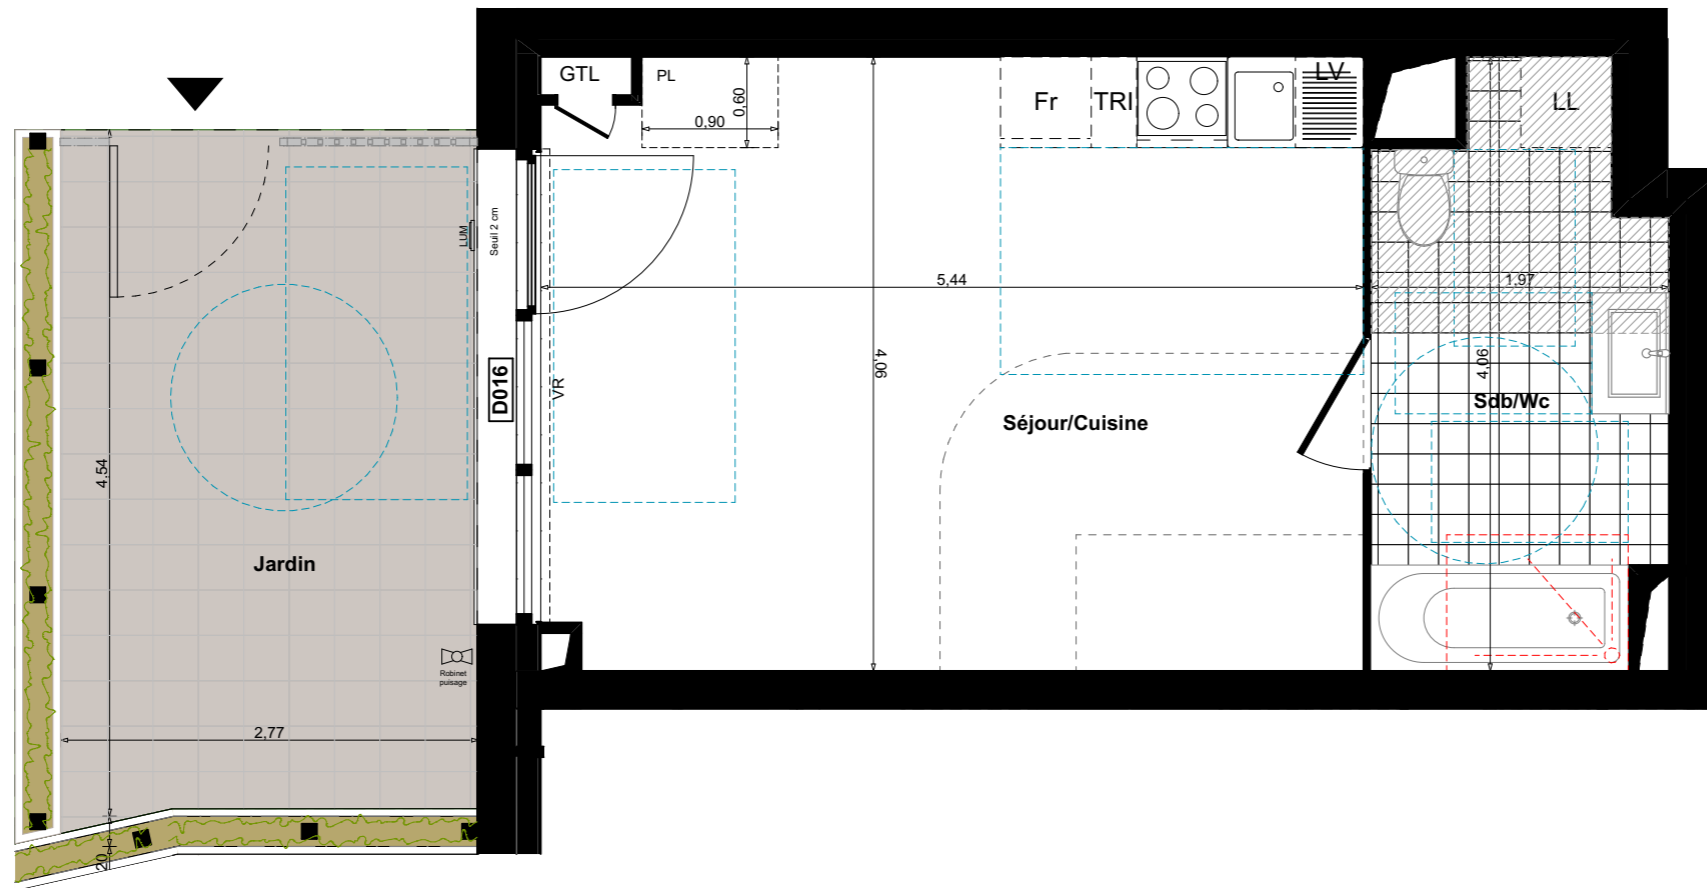 GTL
PL
0,60
0,90
Fr
TRI
LV
LL
LUM
Seuil 2 cm
5,44
1,97
4,06
4,06
VR
D016
Séjour/Cuisine
Sdb/Wc
4,54
Jardin
Robinet
puisage
2,77
20